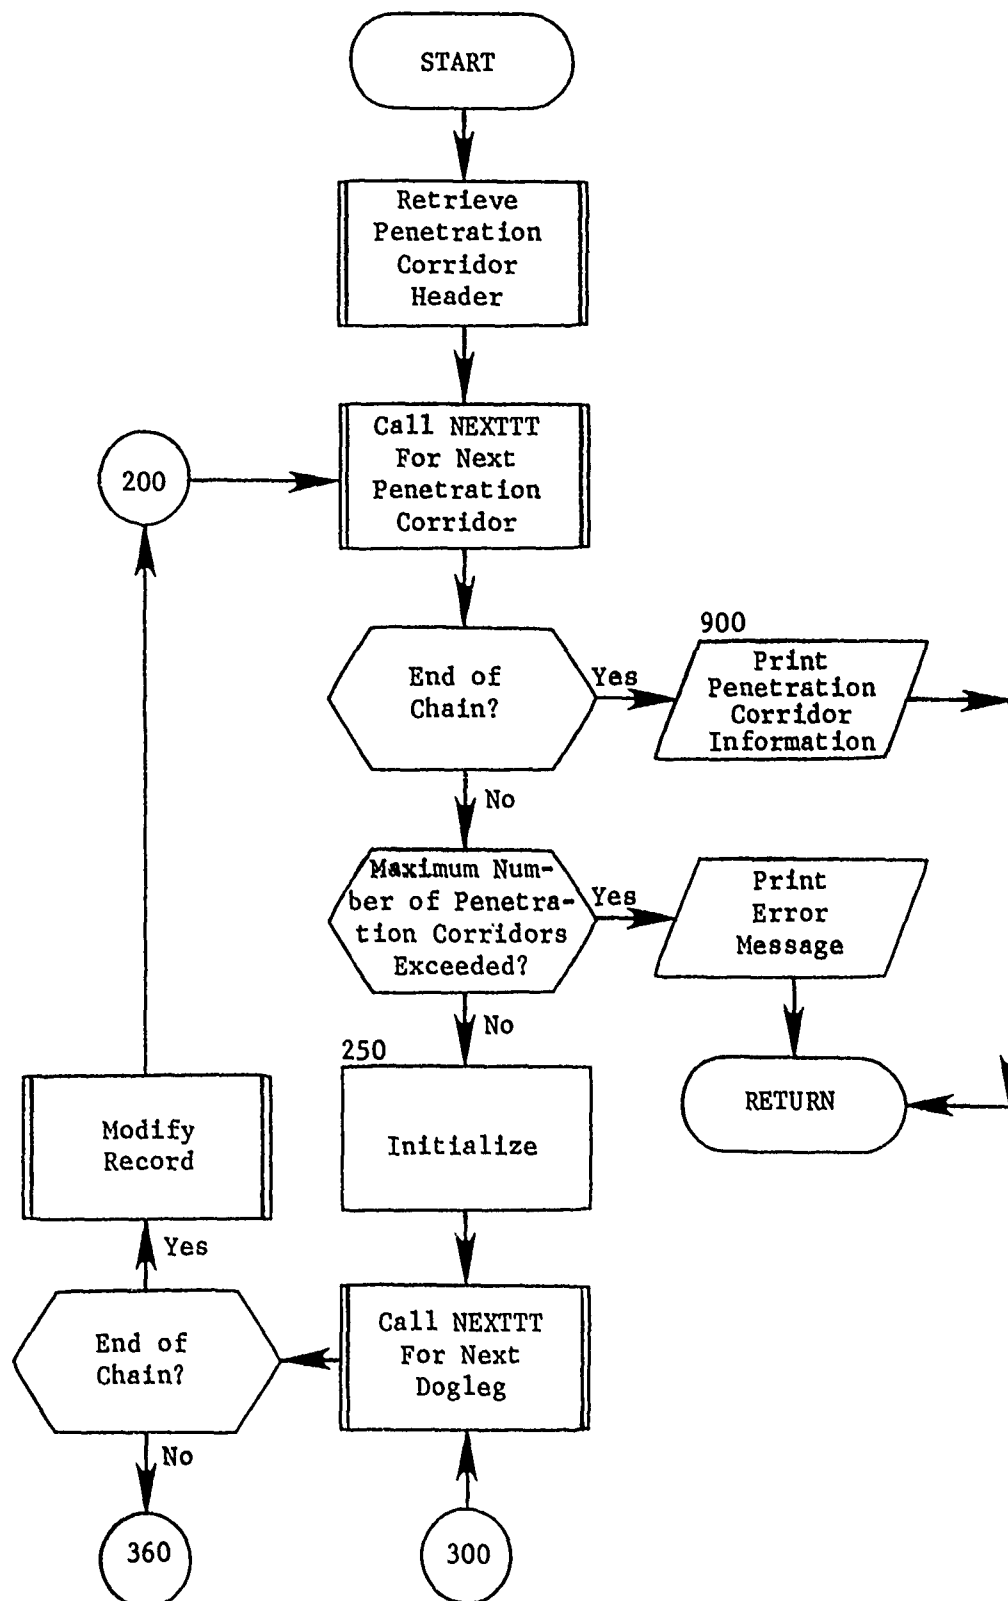 START
Retrieve
Penetration
Corridor
Header
Call NEXTTT
For Next
Penetration
Corridor
200
End of
Chain?
Yes
900
Print
Penetration
Corridor
Information
No
Maximum Num-
ber of Penetra-
tion Corridors
Exceeded?
Yes
Print
Error
Message
No
250
Initialize
RETURN
Modify
Record
Yes
End of
Chain?
Call NEXTTT
For Next
Dogleg
No
360
300